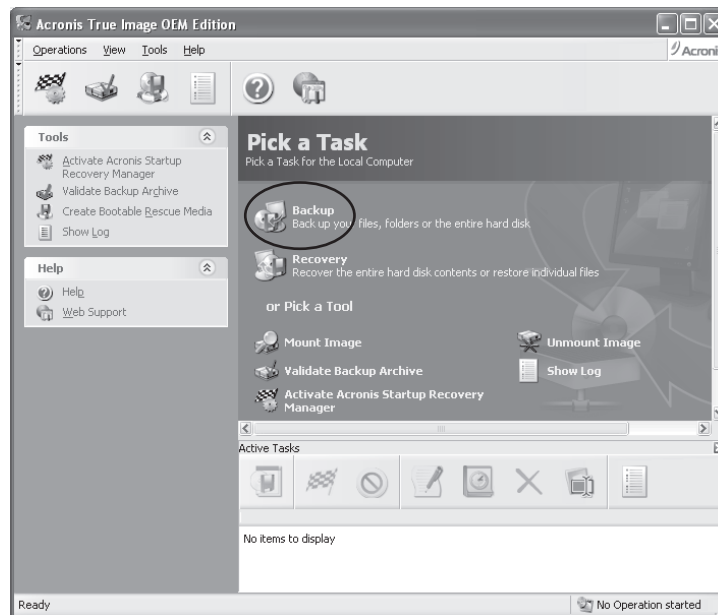 Acronis True Image OEM Edition
Operations View Tools Help
Acroni
Tools
Activate Acronis Startup
Recovery Manager
Validate Backup Archive
Create Bootable Rescue Media
Show Log
Help
Help
Web Support
Pick a Task
Pick a Task for the Local Computer
Backup
Back up your files, folders or the entire hard disk
Recovery
Recover the entire hard disk contents or restore individual files
or Pick a Tool
Mount Image
Unmount Image
Validate Backup Archive
Show Log
Activate Acronis Startup Recovery
Manager
Active Tasks
No items to display
Ready
No Operation started